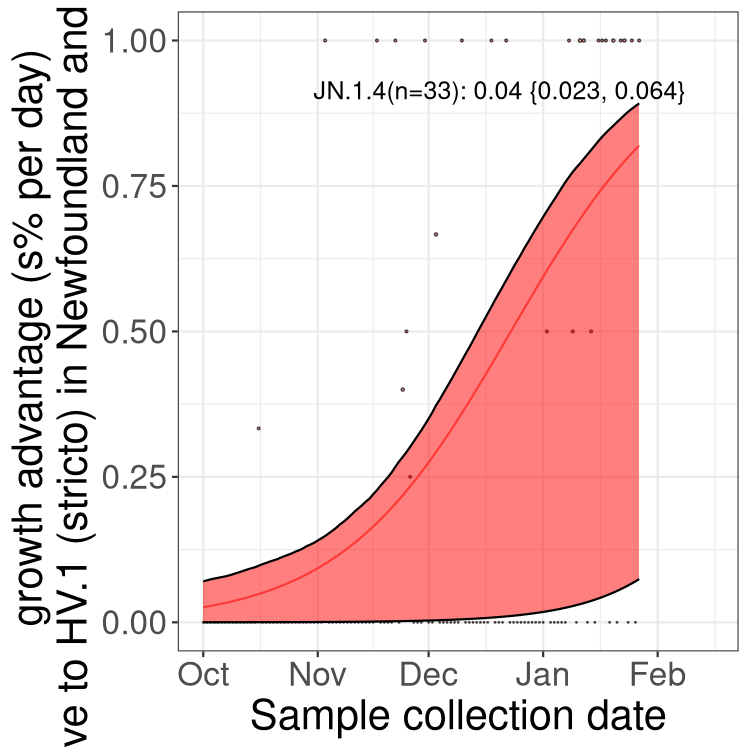 growth advantage (s% per day)
ve to HV.1 (stricto) in Newfoundland and
1.00
0.75
0.50
0.25
0.00
JN.1.4(n=33): 0.04 {0.023, 0.064}
Oct Nov Dec Jan Feb
Sample collection date